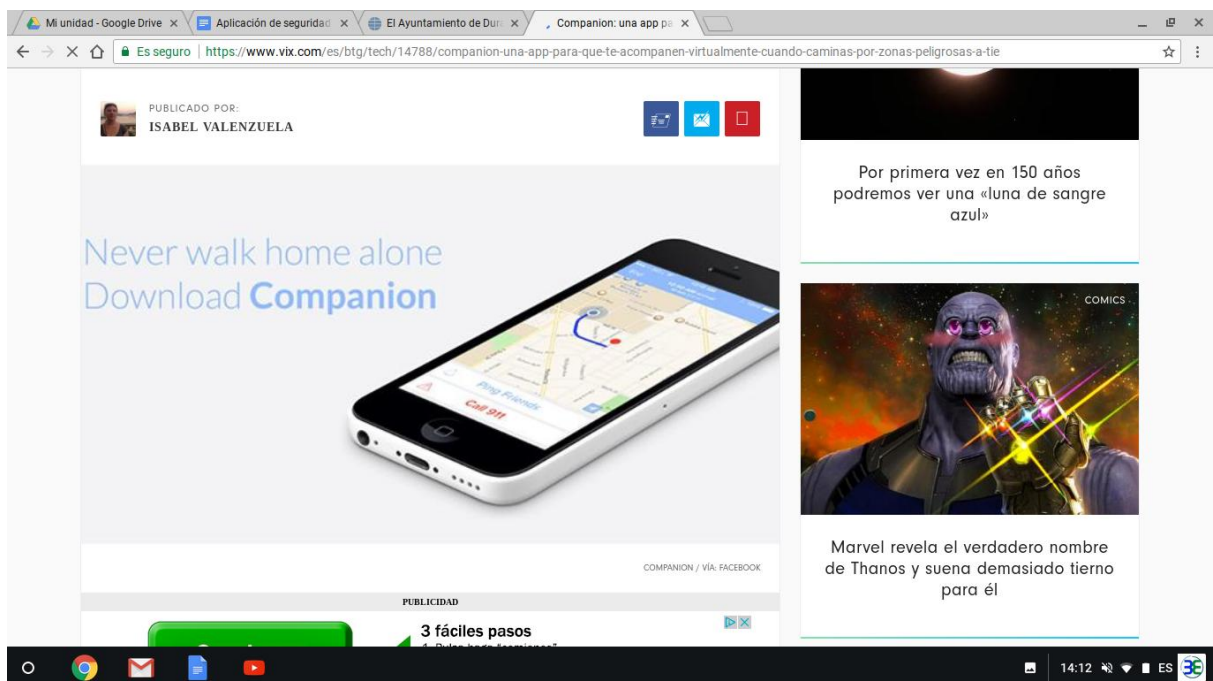 Mi unidad - Google Drive
Aplicación de seguridad
El Ayuntamiento de Dur
Companion: una app pa
Es seguro | https://www.vix.com/es/btg/tech/14788/companion-una-app-para-que-te-acompanen-virtualmente-cuando-caminas-por-zonas-peligrosas-a-tie
PUBLICADO POR:
ISABEL VALENZUELA
Never walk home alone
Download Companion
Ping Friends
Call 911
COMPANION / VÍA: FACEBOOK
PUBLICIDAD
3 fáciles pasos
Por primera vez en 150 años
podremos ver una «luna de sangre
azul»
COMICS
Marvel revela el verdadero nombre
de Thanos y suena demasiado tierno
para él
14:12
ES